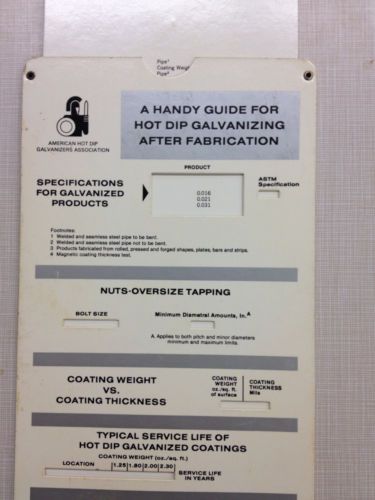 Pipe¹
Coating Weigh
Pipe²
A HANDY GUIDE FOR
HOT DIP GALVANIZING
AFTER FABRICATION
AMERICAN HOT DIP
GALVANIZERS ASSOCIATION
PRODUCT
SPECIFICATIONS
FOR GALVANIZED
PRODUCTS
0.016
0.021
0.031
ASTM
Specification
Footnotes:
1 Welded and seamless steel pipe to be bent.
2 Welded and seamless steel pipe not to be bent.
3 Products fabricated from rolled, pressed and forged shapes, plates, bars and strips.
4 Magnetic coating thickness test.
NUTS-OVERSIZE TAPPING
BOLT SIZE
Minimum Diametral Amounts, In.A
A. Applies to both pitch and minor diameters
minimum and maximum limits.
COATING WEIGHT
VS.
COATING THICKNESS
COATING
WEIGHT
oz./sq. ft.
of surface
COATING
THICKNESS
Mils
TYPICAL SERVICE LIFE OF
HOT DIP GALVANIZED COATINGS
COATING WEIGHT (oz./sq. ft.)
LOCATION 1.25 1.80 2.00 2.30
SERVICE LIFE
IN YEARS